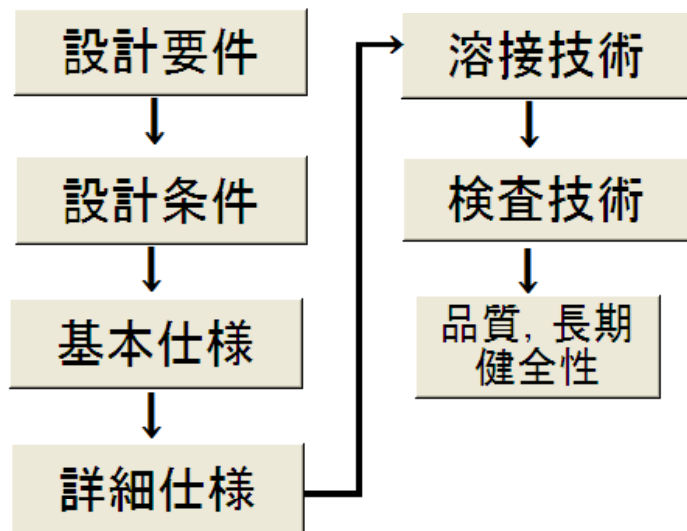 設計要件
設計条件
基本仕様
詳細仕様
溶接技術
検査技術
品質, 長期
健全性